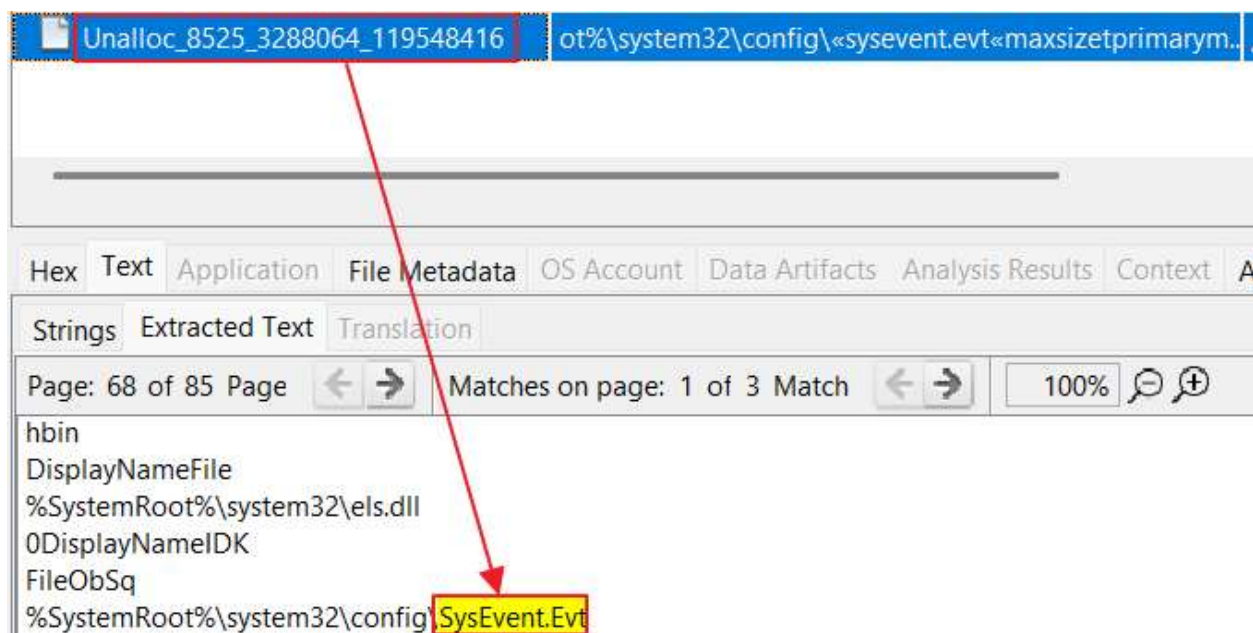 Unalloc_8525_3288064_119548416 ot%\system32\config\«sysevent.evt«maxsizetprimarym..
Hex Text Application File Metadata OS Account Data Artifacts Analysis Results Context A
Strings Extracted Text Translation
Page: 68 of 85 Page Matches on page: 1 of 3 Match 100%
hbin
DisplayNameFile
%SystemRoot%\system32\els.dll
0DisplayNameIDK
FileObSq
%SystemRoot%\system32\config\SysEvent.Evt